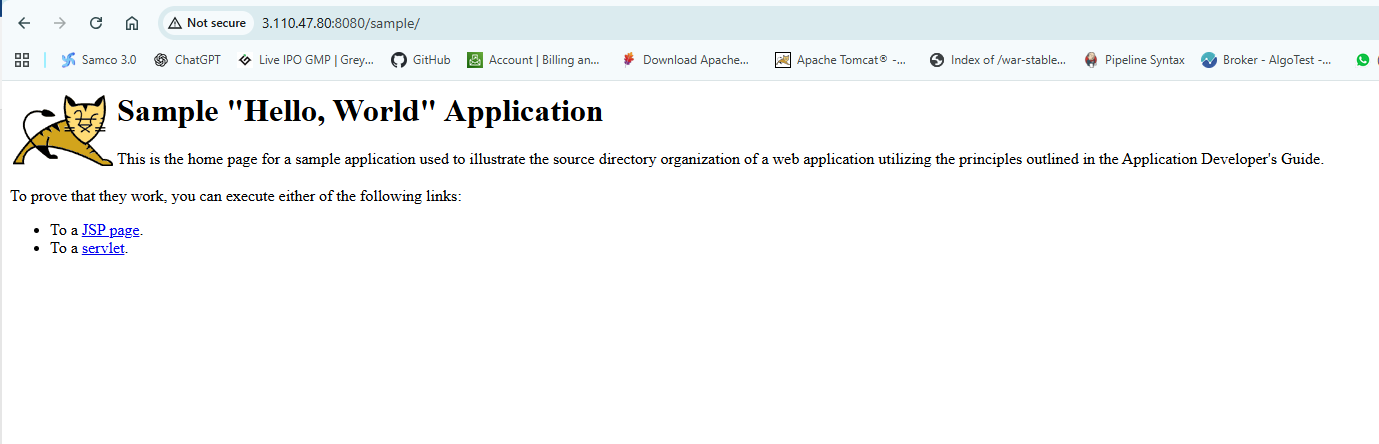 Not secure 3.110.47.80:8080/sample/
Samco 3.0 ChatGPT Live IPO GMP | Grey... GitHub Account | Billing an... Download Apache... Apache Tomcat® -... Index of /war-stable... Pipeline Syntax Broker - AlgoTest -...
Sample "Hello, World" Application
This is the home page for a sample application used to illustrate the source directory organization of a web application utilizing the principles outlined in the Application Developer's Guide.
To prove that they work, you can execute either of the following links:
• To a JSP page.
• To a servlet.